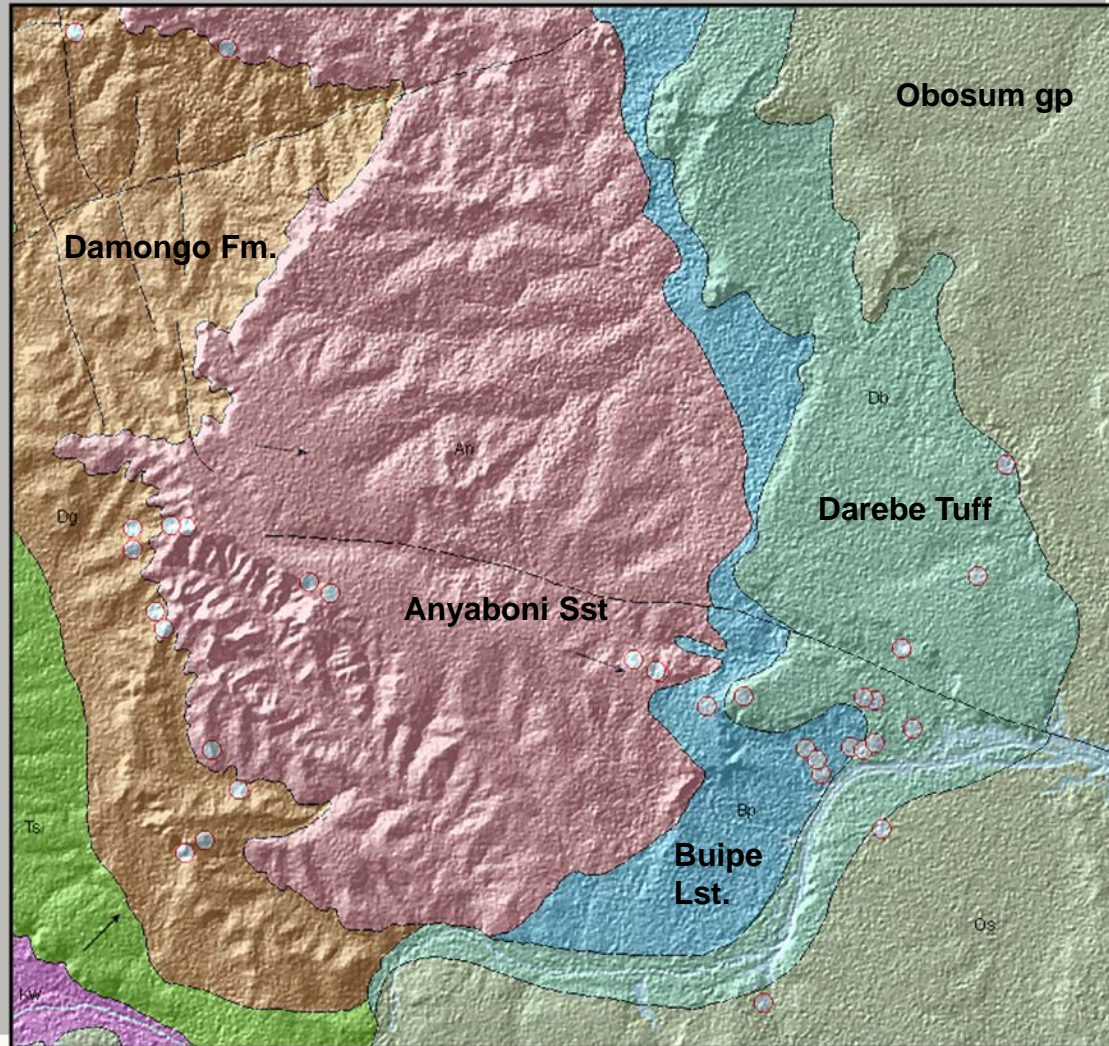 Obosum gp
Damongo Fm.
Db
An
Darebe Tuff
Dg
Anyaboni Sst
Bp
Ts
Buipe
Lst.
Os
Kw